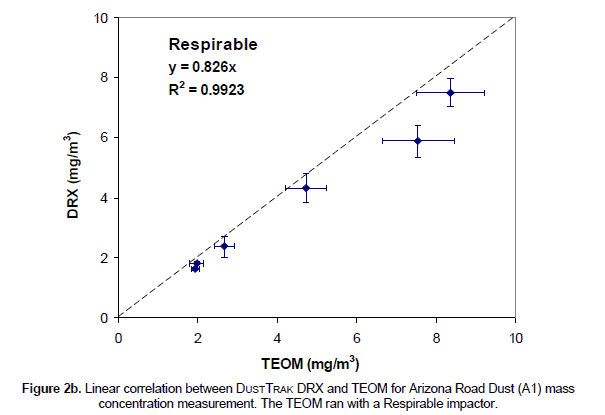 Respirable
y = 0.826x
R² = 0.9923
10
8
6
4
2
0
DRX (mg/m³)
0 2 4 6 8 10
TEOM (mg/m³)
Figure 2b. Linear correlation between DUSTTRAK DRX and TEOM for Arizona Road Dust (A1) mass
concentration measurement. The TEOM ran with a Respirable impactor.